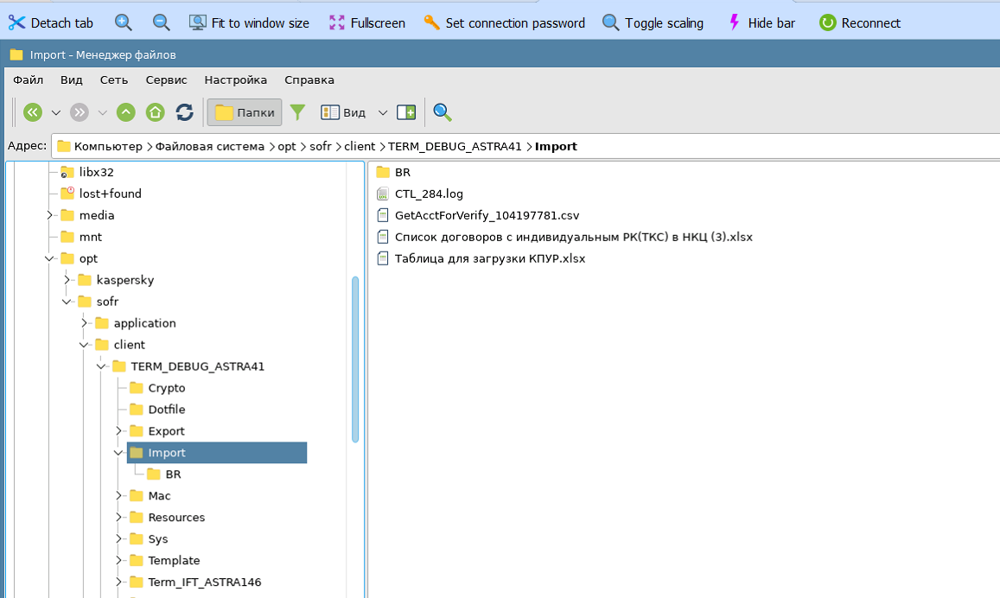 Detach tab Fit to window size Fullscreen Set connection password Toggle scaling Hide bar Reconnect
Import – Менеджер файлов
Файл Вид Сеть Сервис Настройка Справка
Папки Вид
Адрес: Компьютер Файловая система opt sofr client TERM_DEBUG_ASTRA41 Import
libx32
lost+found
media
mnt
opt
kaspersky
sofr
application
client
TERM_DEBUG_ASTRA41
Crypto
Dotfile
Export
Import
BR
Mac
Resources
Sys
Template
Term_IFT_ASTRA146
BR
CTL_284.log
GetAcctForVerify_104197781.csv
Список договоров с индивидуальным РК(ТКС) в НКЦ (3).xlsx
Таблица для загрузки КПУР.xlsx